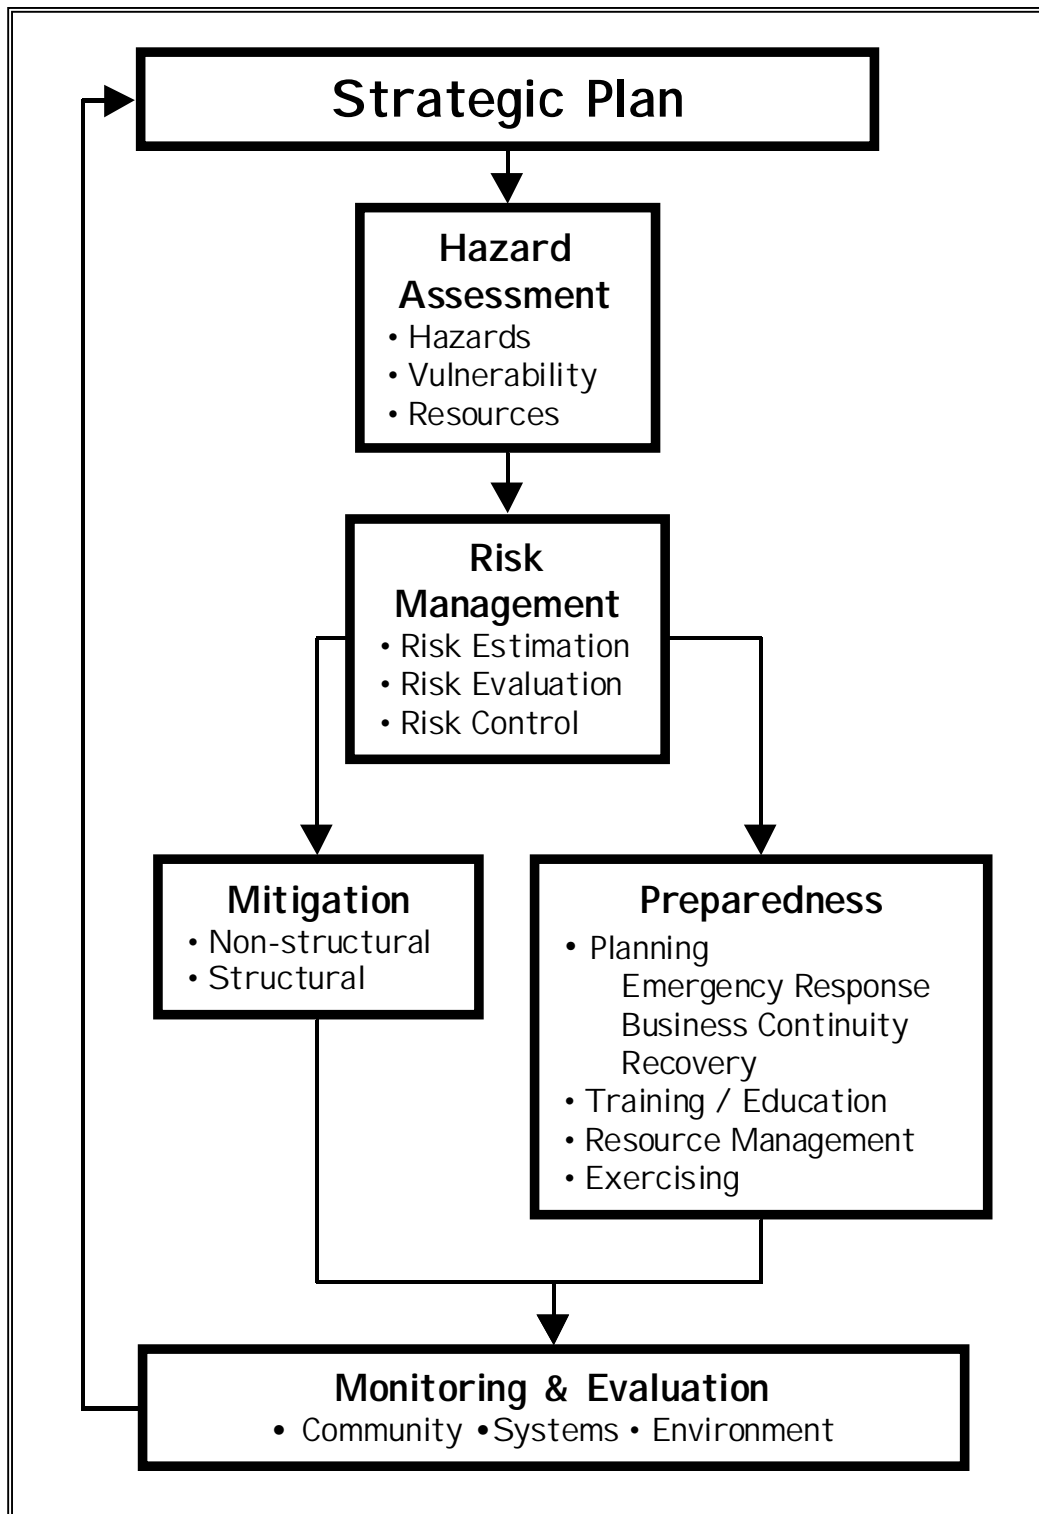 Strategic Plan
Hazard
Assessment
• Hazards
• Vulnerability
• Resources
Risk
Management
• Risk Estimation
• Risk Evaluation
• Risk Control
Mitigation
• Non-structural
• Structural
Preparedness
• Planning
Emergency Response
Business Continuity
Recovery
• Training / Education
• Resource Management
• Exercising
Monitoring & Evaluation
• Community •Systems • Environment